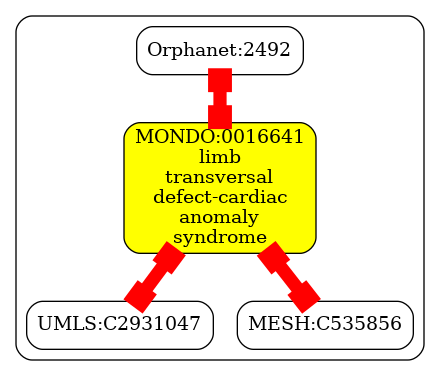 Orphanet:2492
MONDO:0016641
limb
transversal
defect-cardiac
anomaly
syndrome
UMLS:C2931047
MESH:C535856